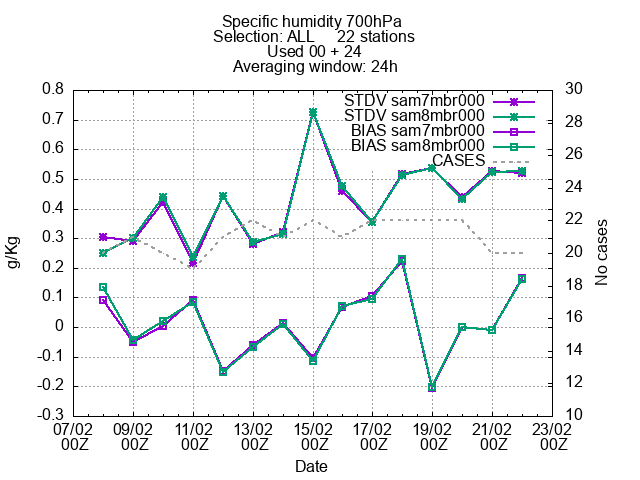 Specific humidity 700hPa
Selection: ALL 22 stations
Used 00 + 24
Averaging window: 24h
0.8
0.7
0.6
0.5
0.4
0.3
0.2
0.1
0
-0.1
-0.2
-0.3
g/Kg
STDV sam7mbr000
STDV sam8mbr000
BIAS sam7mbr000
BIAS sam8mbr000
CASES
30
28
26
24
22
20
18
16
14
12
10
No cases
07/02 09/02 11/02 13/02 15/02 17/02 19/02 21/02 23/02
00Z 00Z 00Z 00Z 00Z 00Z 00Z 00Z 00Z
Date